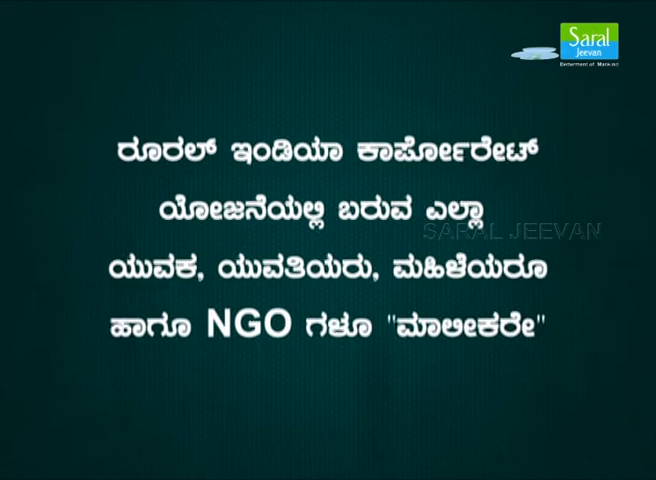 Saral
Jeevan
Betterment of Mankind
ರೂರಲ್ ಇಂಡಿಯಾ ಕಾರ್ಪೋರೇಟ್
ಯೋಜನೆಯಲ್ಲಿ ಬರುವ ಎಲ್ಲಾ
SARAL JEEVAN
ಯುವಕ, ಯುವತಿಯರು, ಮಹಿಳೆಯರೂ
ಹಾಗೂ NGO ಗಳೂ "ಮಾಲೀಕರೇ"